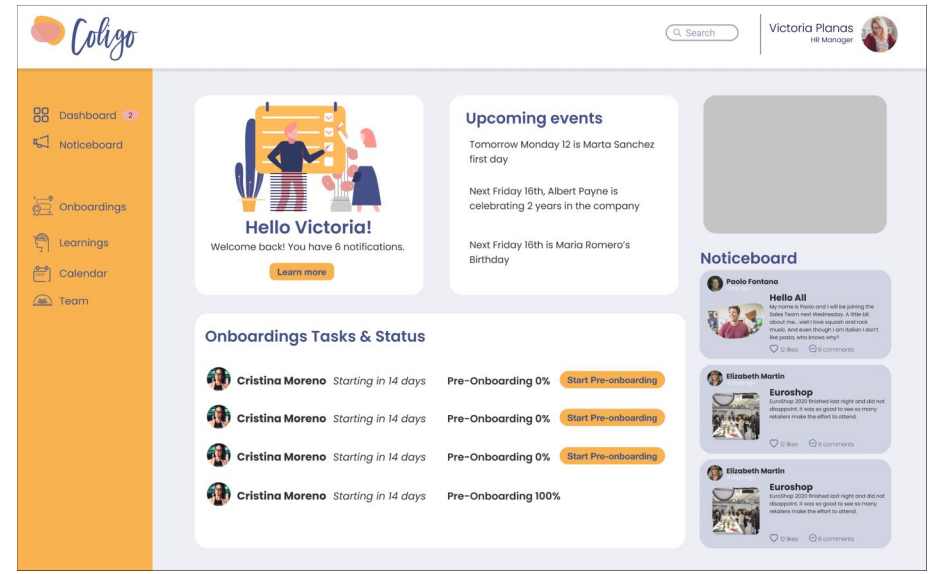 Coligo
Search
Victoria Planas
HR Manager
Dashboard 2
Noticeboard
Onboardings
Learnings
Calendar
Team
Hello Victoria!
Welcome back! You have 6 notifications.
Learn more
Upcoming events
Tomorrow Monday 12 is Marta Sanchez
first day
Next Friday 16th, Albert Payne is
celebrating 2 years in the company
Next Friday 16th is Maria Romero's
Birthday
Onboardings Tasks & Status
Cristina Moreno Starting in 14 days Pre-Onboarding 0% Start Pre-onboarding
Cristina Moreno Starting in 14 days Pre-Onboarding 0% Start Pre-onboarding
Cristina Moreno Starting in 14 days Pre-Onboarding 0% Start Pre-onboarding
Cristina Moreno Starting in 14 days Pre-Onboarding 100%
Noticeboard
Paolo Fontana
Hello All
My name is Paolo and I will be joining the
Sales Team next Wednesday. A little bit
about me... well I love squash and rock
music. And even though I am Italian I don't
like pasta, who knows why?
12 likes 8 comments
Elizabeth Martin
Euroshop
EuroShop 2020 finished last night and did not
disappoint. It was so good to see so many
retailers make the effort to attend.
12 likes 8 comments
Elizabeth Martin
Euroshop
EuroShop 2020 finished last night and did not
disappoint. It was so good to see so many
retailers make the effort to attend.
12 likes 8 comments